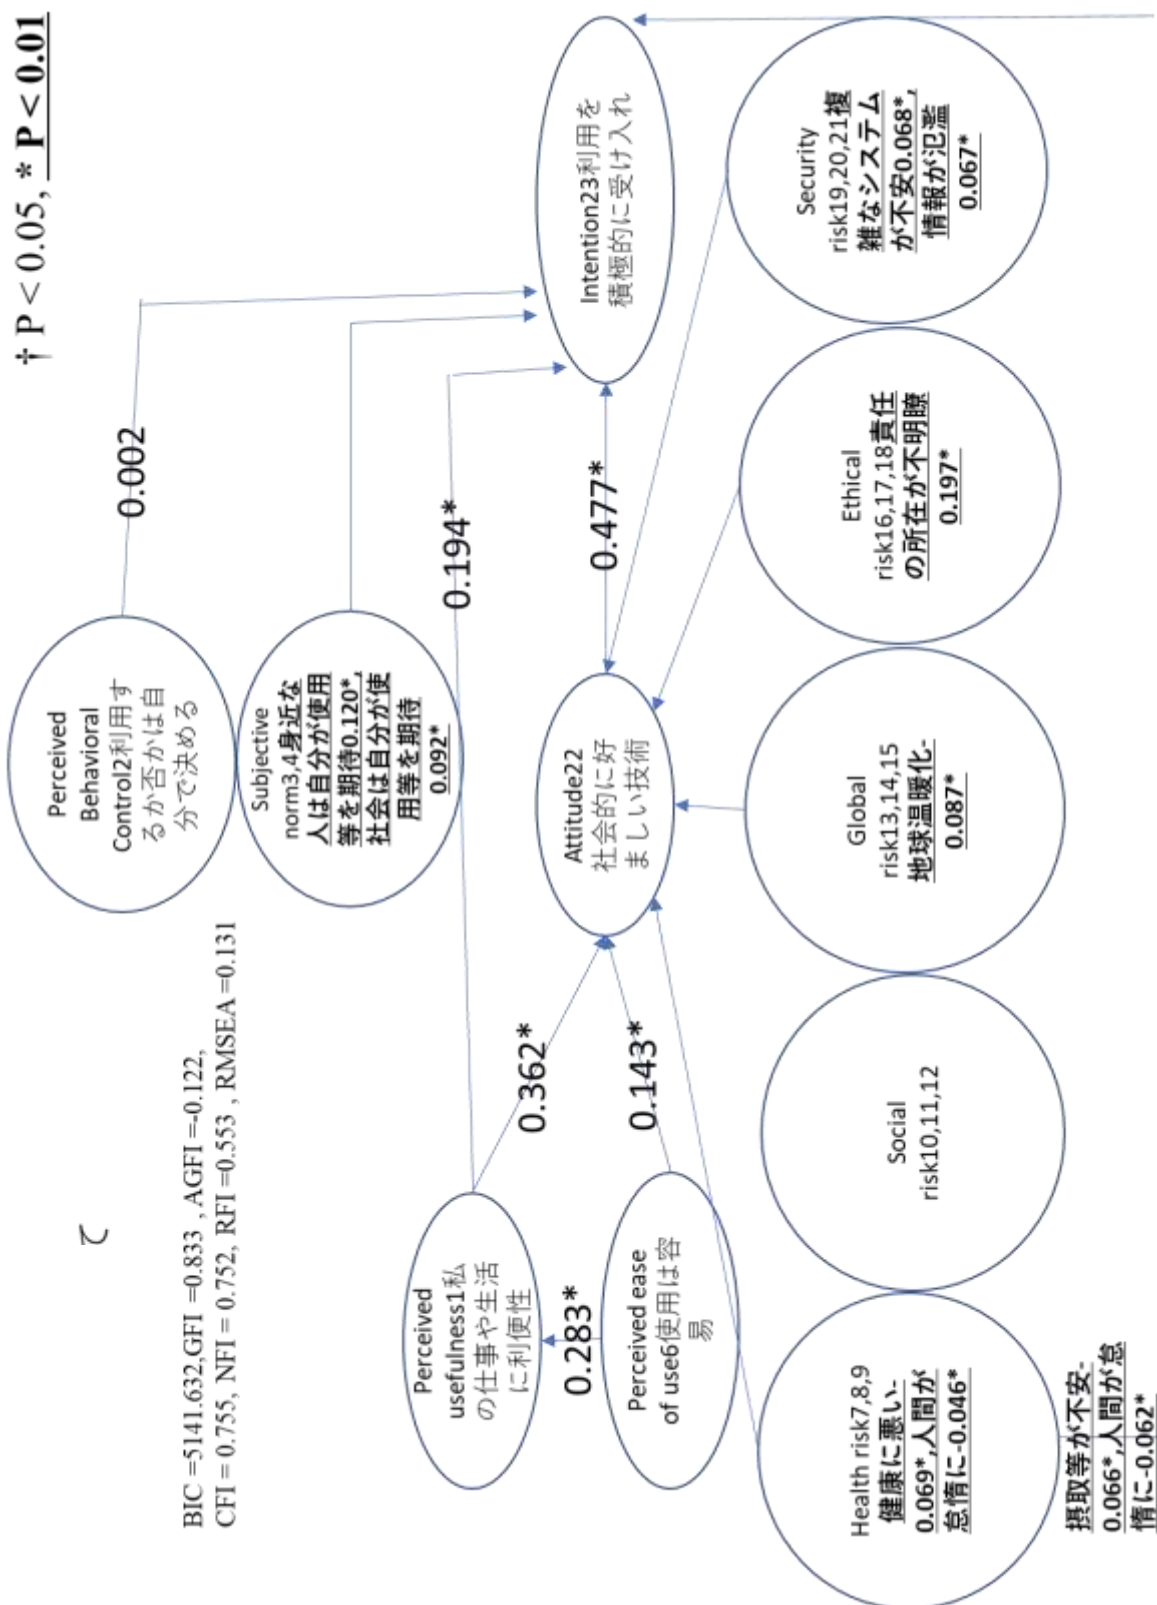 † P < 0.05, * P < 0.01
て
BIC =5141.632,GFI =0.833 , AGFI =-0.122,
CFI = 0.755, NFI = 0.752, RFI =0.553 , RMSEA =0.131
Perceived
Behavioral
Control2利用す
るか否かは自
分で決める
0.002
Subjective
norm3,4身近な
人は自分が使用
等を期待0.120*,
社会は自分が使
用等を期待
0.092*
0.194*
Perceived
usefulness1私
の仕事や生活
に利便性
0.362*
0.283*
Perceived ease
of use6使用は容
易
0.143*
Attitude22
社会的に好
ましい技術
0.477*
Intention23利用を
積極的に受け入れ
Health risk7,8,9
健康に悪い-
0.069*,人間が
怠惰に-0.046*
Social
risk10,11,12
Global
risk13,14,15
地球温暖化-
0.087*
Ethical
risk16,17,18責任
の所在が不明瞭
0.197*
Security
risk19,20,21複
雑なシステム
が不安0.068*,
情報が氾濫
0.067*
摂取等が不安-
0.066*,人間が怠
惰に-0.062*